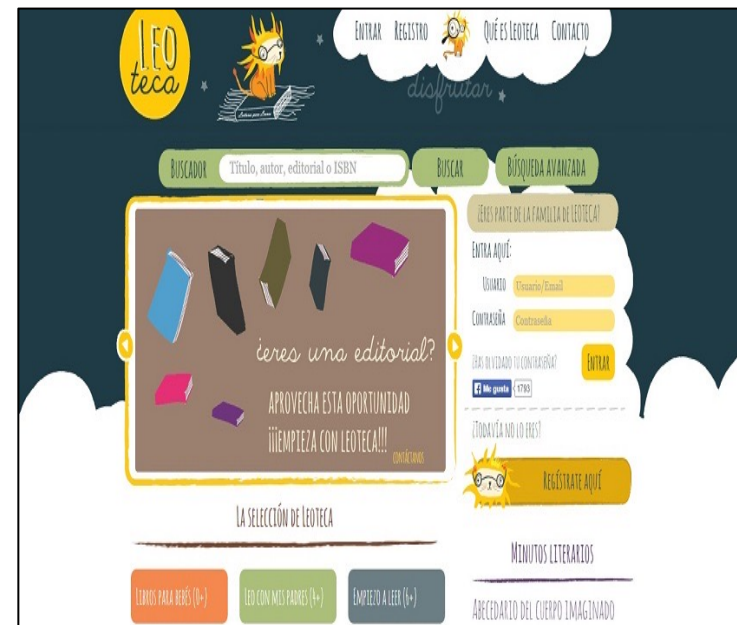 LEO
teca
ENTRAR REGISTRO QUÉ ES LEOTECA CONTACTO
disfrutar
BUSCADOR Título, autor, editorial o ISBN BUSCAR BÚSQUEDA AVANZADA
¿eres una editorial?
APROVECHA ESTA OPORTUNIDAD
¡¡¡EMPIEZA CON LEOTECA!!!
CONTÁCTANOS
¿ERES PARTE DE LA FAMILIA DE LEOTECA?
ENTRA AQUÍ:
USUARIO Usuario/Email
CONTRASEÑA Contraseña
¿HAS OLVIDADO TU CONTRASEÑA? ENTRAR
Me gusta 1793
¿TODAVÍA NO LO ERES?
REGÍSTRATE AQUÍ
LA SELECCIÓN DE LEOTECA
LIBROS PARA BEBÉS (0+) LEO CON MIS PADRES (4+) EMPIEZO A LEER (6+)
MINUTOS LITERARIOS
ABECEDARIO DEL CUERPO IMAGINADO